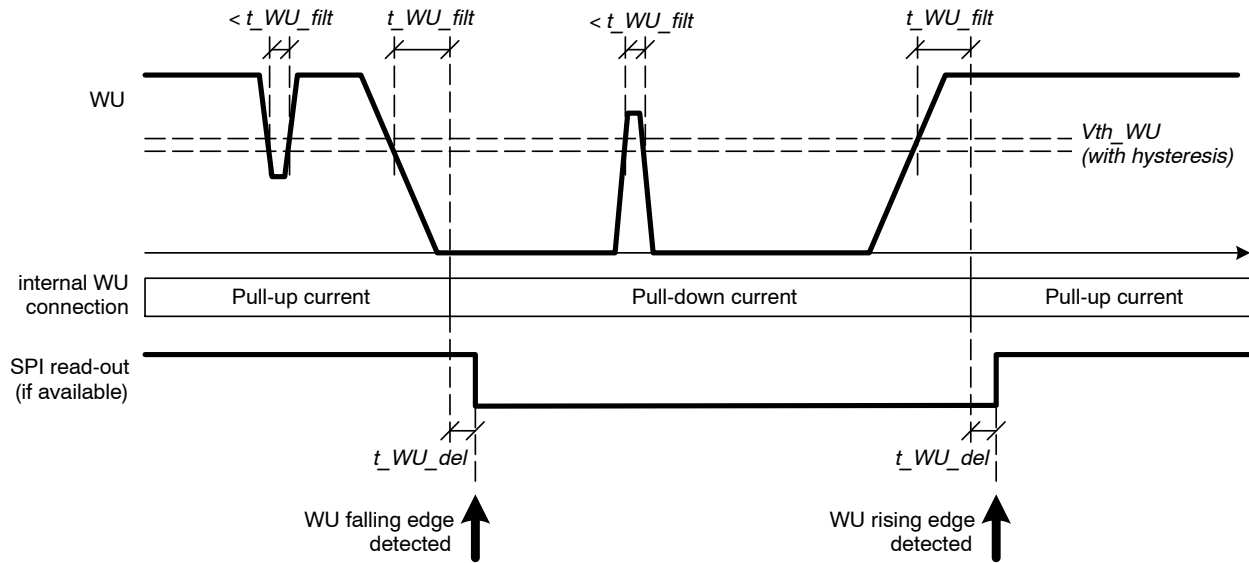 < t_WU_filt
t_WU_filt
< t_WU_filt
t_WU_filt
WU
Vth_WU
(with hysteresis)
internal WU
connection
Pull-up current
Pull-down current
Pull-up current
SPI read-out
(if available)
t_WU_del
t_WU_del
WU falling edge
detected
WU rising edge
detected